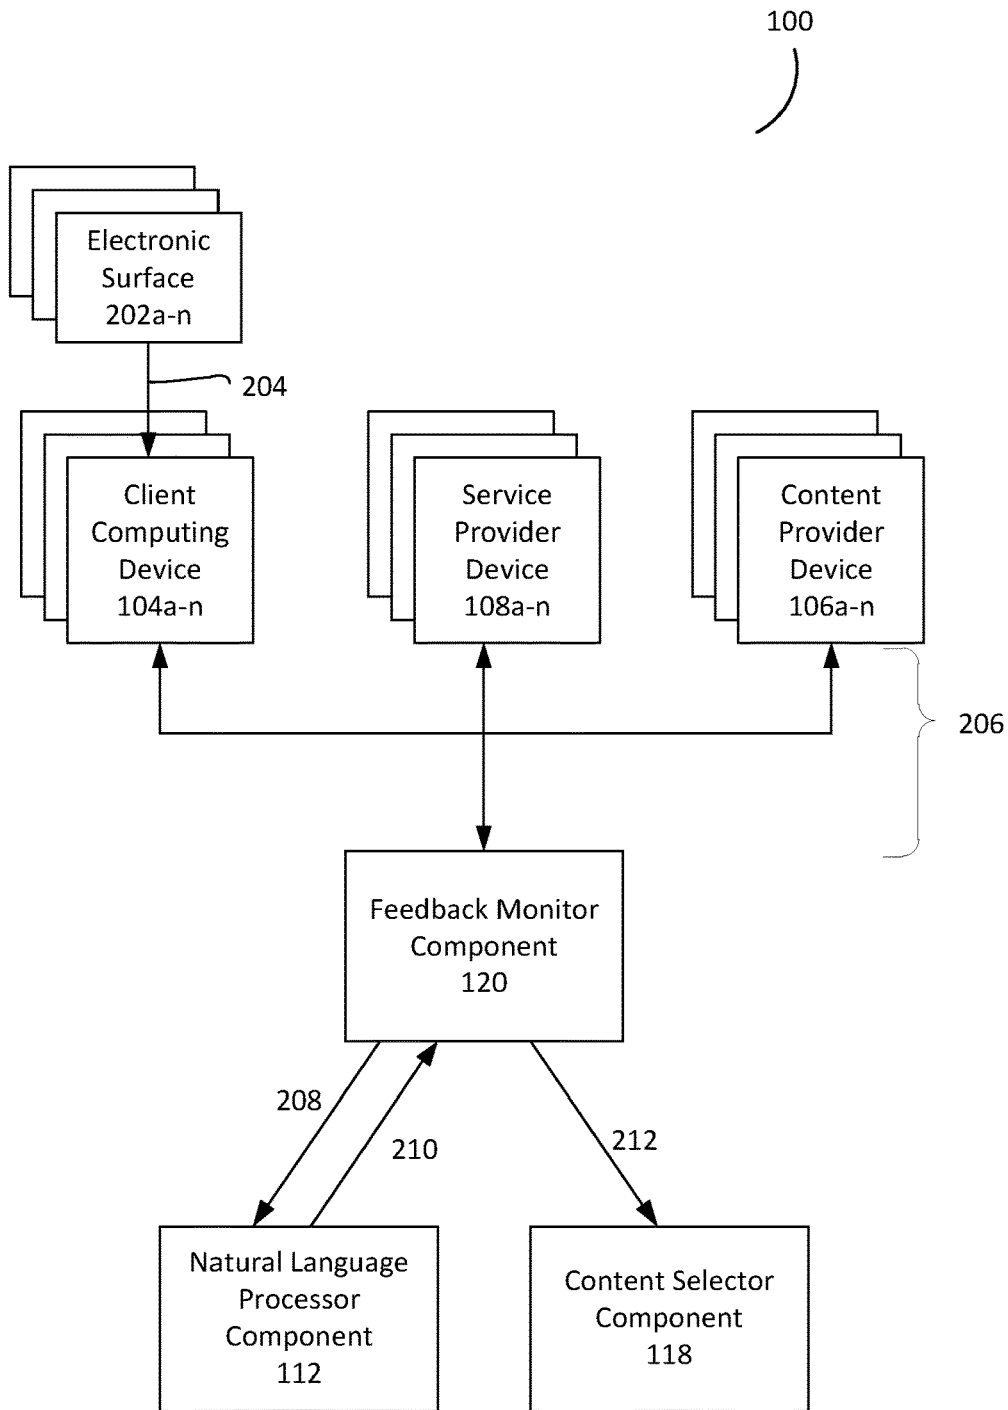 100
Electronic
Surface
202a-n
204
Client
Computing
Device
104a-n
Service
Provider
Device
108a-n
Content
Provider
Device
106a-n
206
Feedback Monitor
Component
120
208
210
212
Natural Language
Processor
Component
112
Content Selector
Component
118